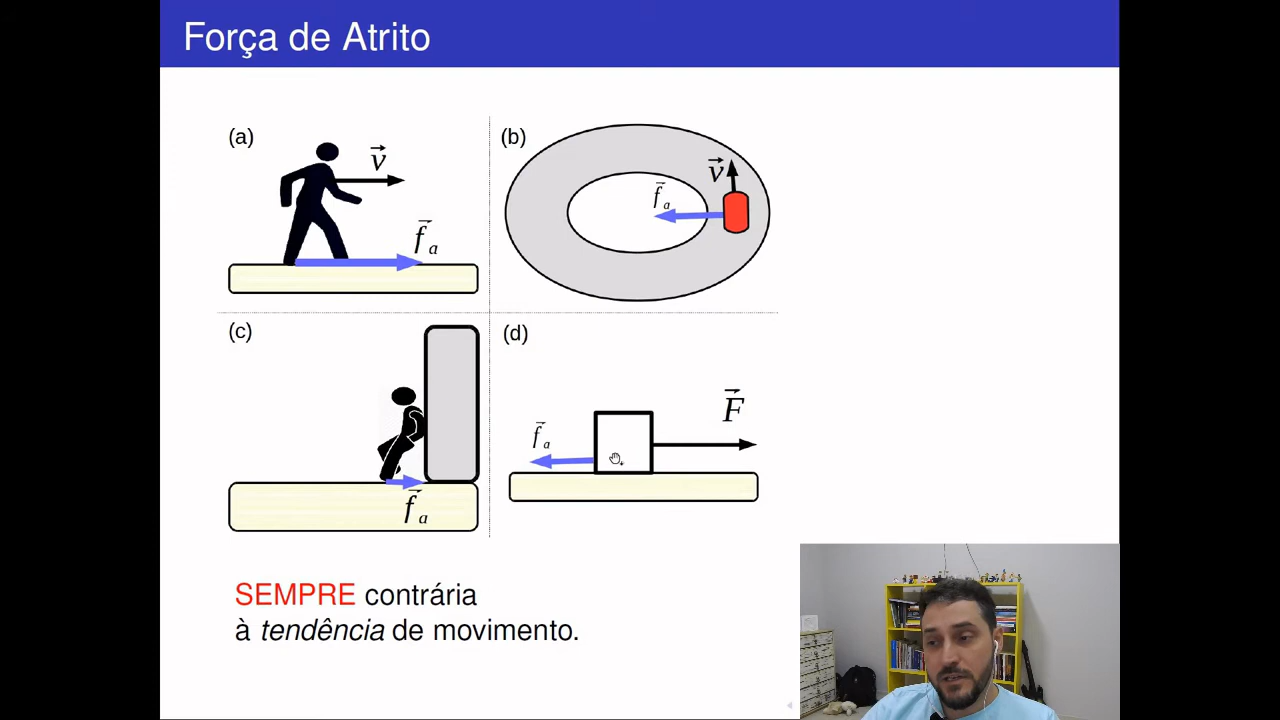 Força de Atrito
(a)
v
f a
(b)
v
f a
(c)
f a
(d)
F
f a
SEMPRE contrária
à tendência de movimento.